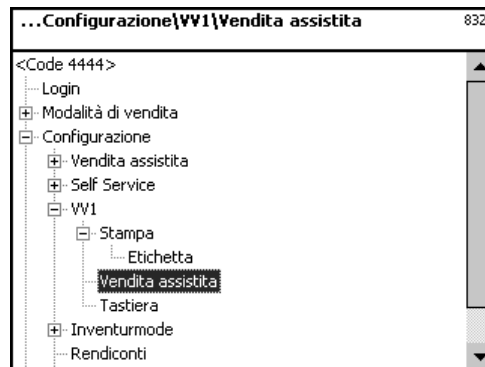 ...Configurazione\VV1\Vendita assistita 832
<Code 4444>
Login
Modalità di vendita
Configurazione
Vendita assistita
Self Service
VV1
Stampa
Etichetta
Vendita assistita
Tastiera
Inventurmode
Rendiconti